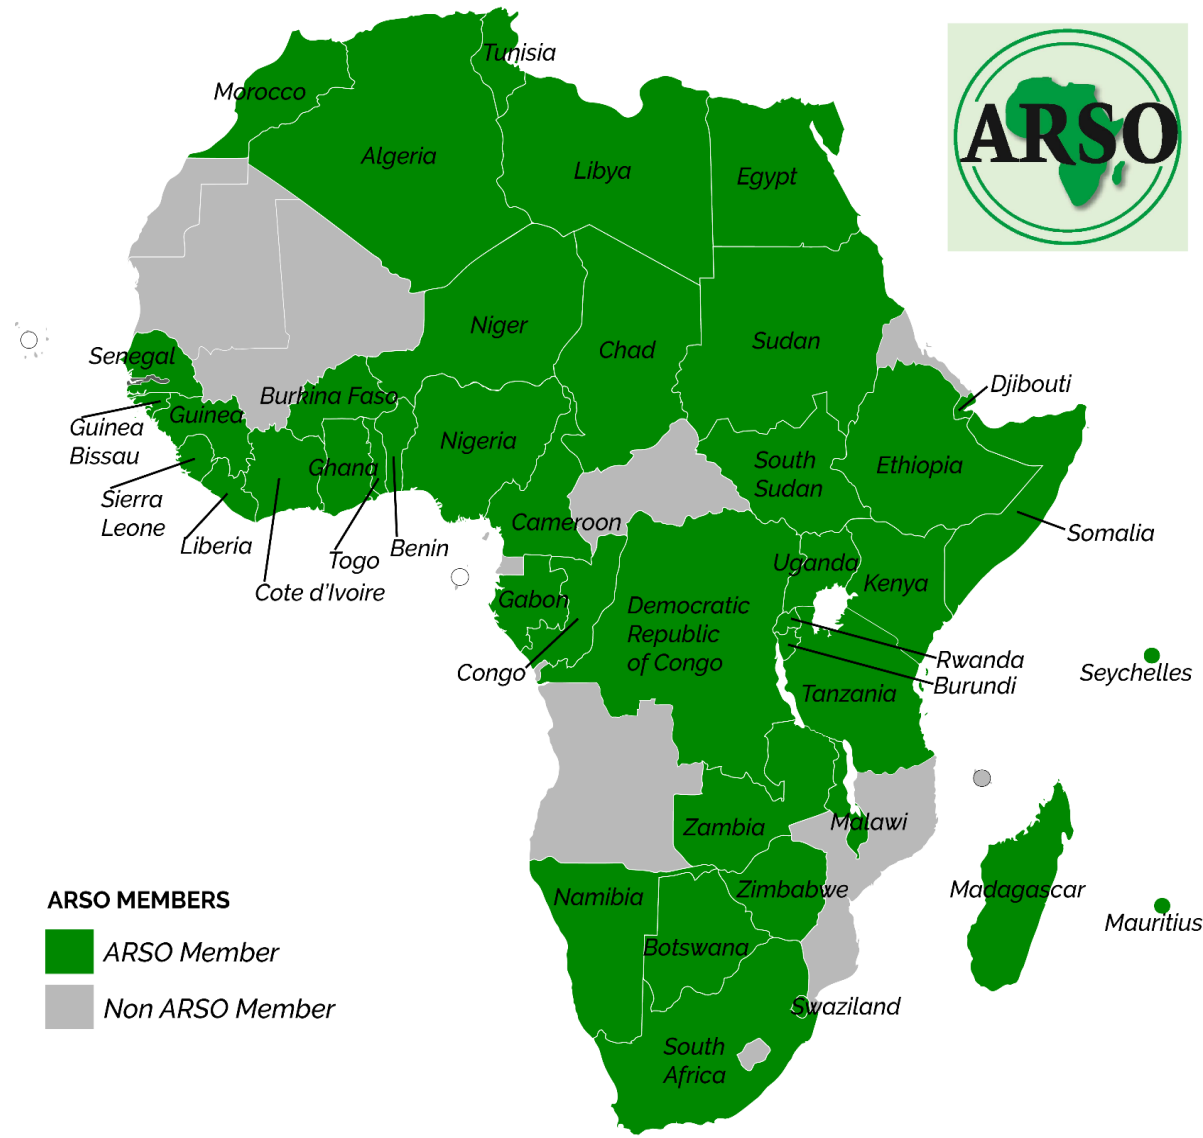 ARSO
Tunisia
Morocco
Algeria
Libya
Egypt
Niger
Chad
Sudan
Senegal
Burkina Faso
Djibouti
Guinea
Guinea
Bissau
Nigeria
Ghana
South
Sudan
Ethiopia
Sierra
Leone
Liberia
Togo
Benin
Cameroon
Somalia
Cote d'Ivoire
Uganda
Kenya
Gabon
Democratic
Republic
of Congo
Congo
Rwanda
Burundi
Seychelles
Tanzania
Zambia
Malawi
Namibia
Zimbabwe
Madagascar
Mauritius
Botswana
Swaziland
South
Africa
ARSO MEMBERS
ARSO Member
Non ARSO Member